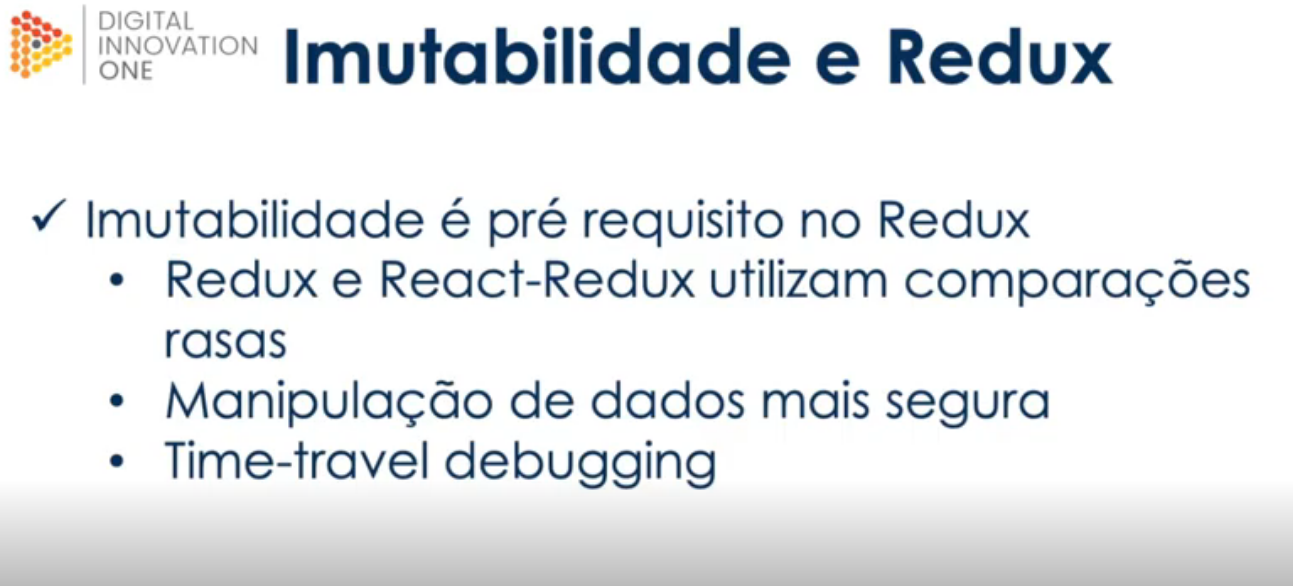 DIGITAL
INNOVATION
ONE
Imutabilidade e Redux
✓ Imutabilidade é pré requisito no Redux
• Redux e React-Redux utilizam comparações
rasas
• Manipulação de dados mais segura
• Time-travel debugging